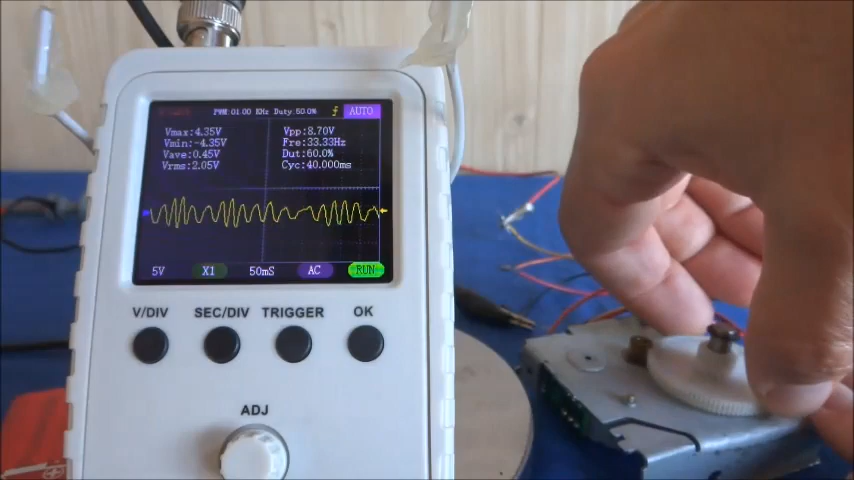 PWM:01.00 KHz Duty:50.0% AUTO
Vmax:4.35V Vpp:8.70V
Vmin:-4.35V Fre:33.33Hz
Vave:0.45V Dut:60.0%
Vrms:2.05V Cyc:40.000ms
5V X1 50mS AC RUN
V/DIV SEC/DIV TRIGGER OK
ADJ